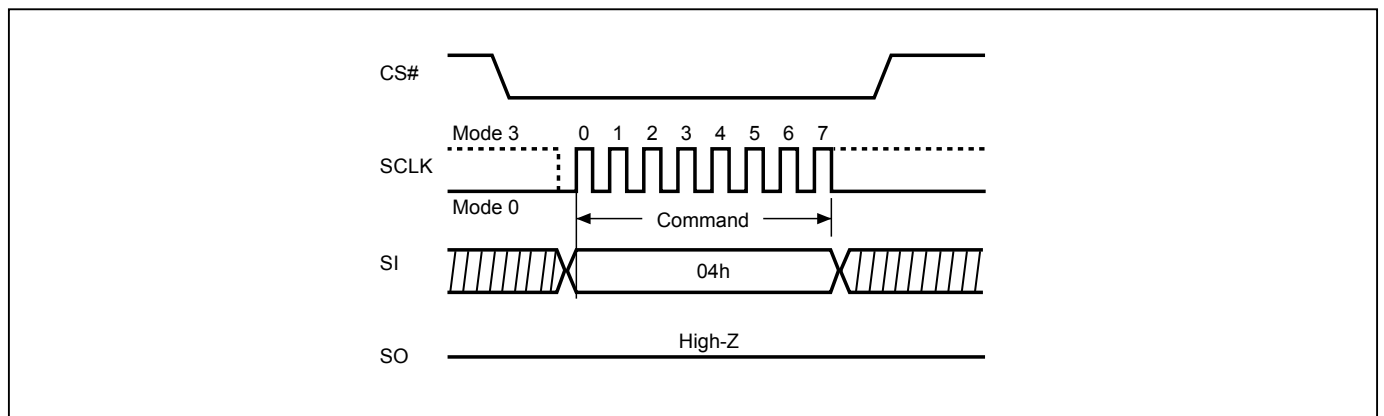 CS#
Mode 3 0 1 2 3 4 5 6 7
SCLK
Mode 0
Command
SI
04h
High-Z
SO